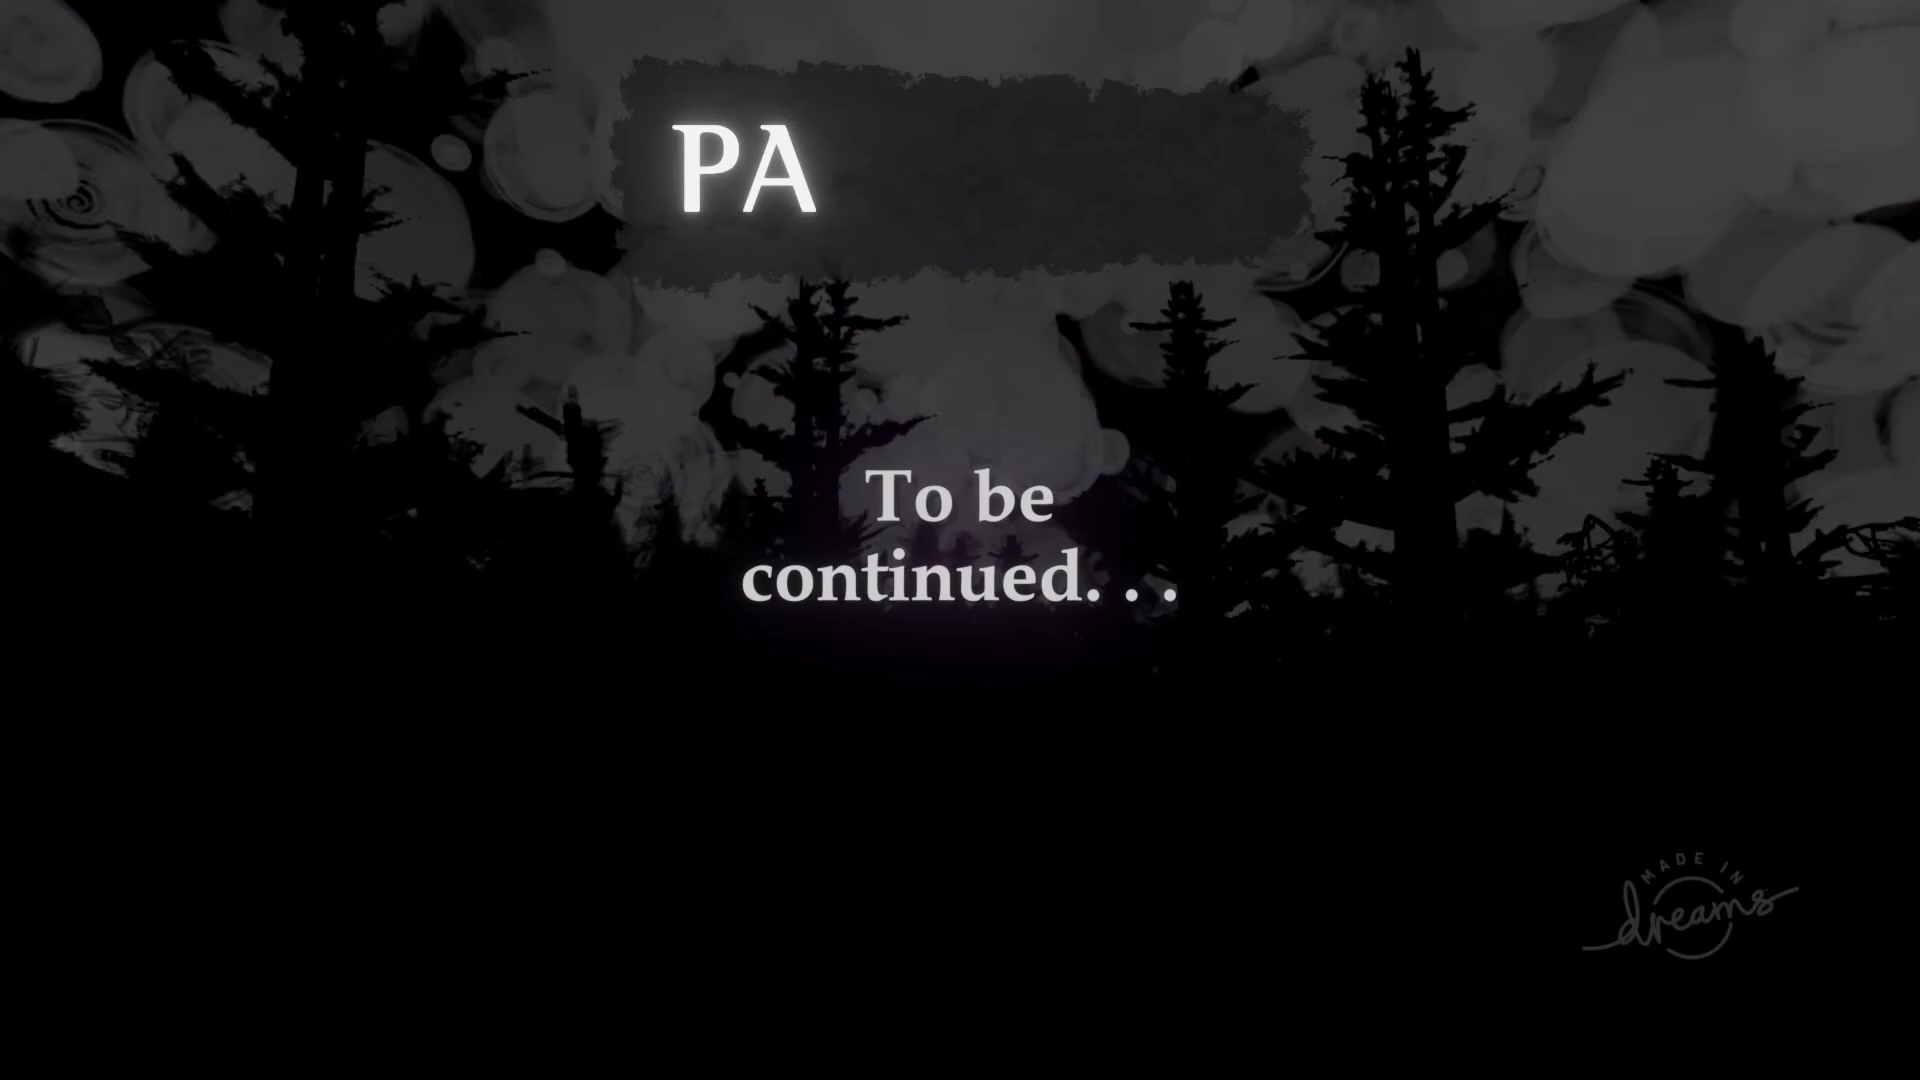 PA
To be
continued. . .
MADE IN
dreams